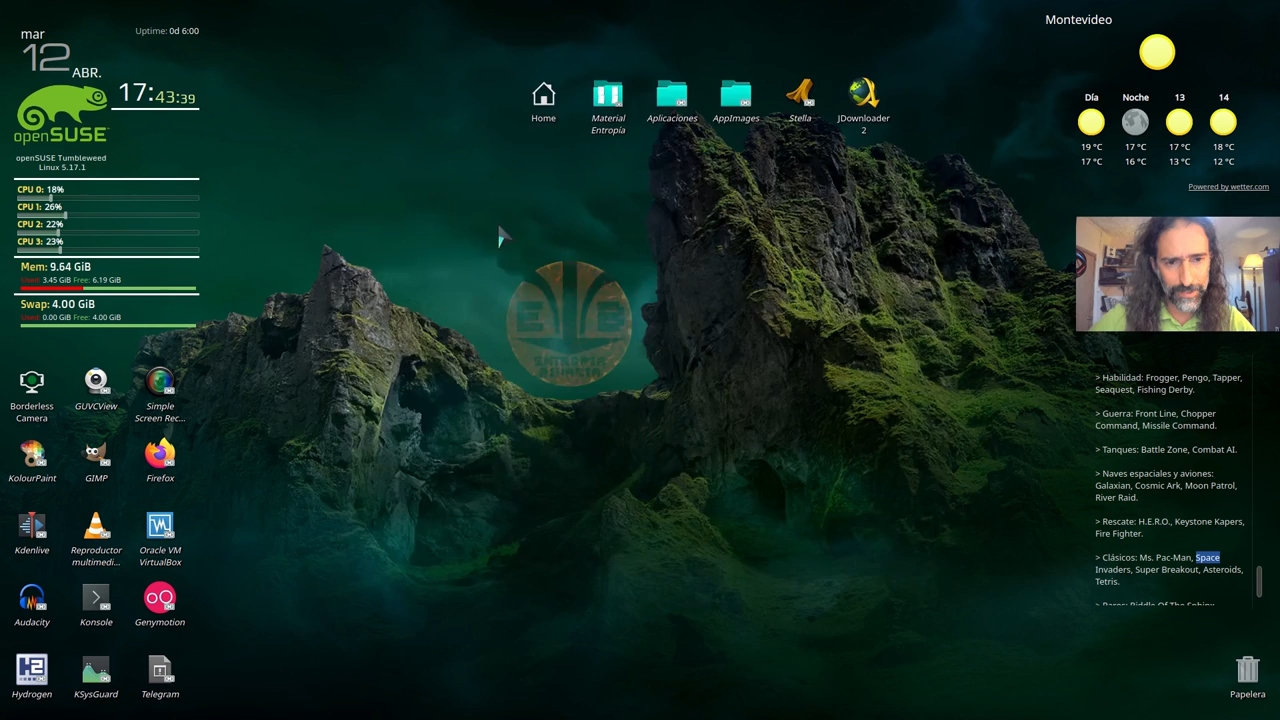 mar
12
ABR.
Uptime: 0d 6:00
17:43:39
openSUSE
openSUSE Tumbleweed
Linux 5.17.1
CPU 0: 18%
CPU 1: 26%
CPU 2: 22%
CPU 3: 23%
Mem: 9.64 GiB
Used: 3.45 GiB Free: 6.19 GiB
Swap: 4.00 GiB
Used: 0.00 GiB Free: 4.00 GiB
Borderless
Camera
GUVCView
Simple
Screen Rec...
KolourPaint
GIMP
Firefox
Kdenlive
Reproductor
multimedi...
Oracle VM
VirtualBox
Audacity
Konsole
Genymotion
Hydrogen
KSysGuard
Telegram
Home
Material
Entropía
Aplicaciones
AppImages
Stella
JDownloader
2
Montevideo
Día
Noche
13
14
19 °C
17 °C
17 °C
18 °C
17 °C
16 °C
13 °C
12 °C
Powered by wetter.com
> Habilidad: Frogger, Pengo, Tapper,
Seaquest, Fishing Derby.
> Guerra: Front Line, Chopper
Command, Missile Command.
> Tanques: Battle Zone, Combat AI.
> Naves espaciales y aviones:
Galaxian, Cosmic Ark, Moon Patrol,
River Raid.
> Rescate: H.E.R.O., Keystone Kapers,
Fire Fighter.
> Clásicos: Ms. Pac-Man, Space
Invaders, Super Breakout, Asteroids,
Tetris.
Papelera